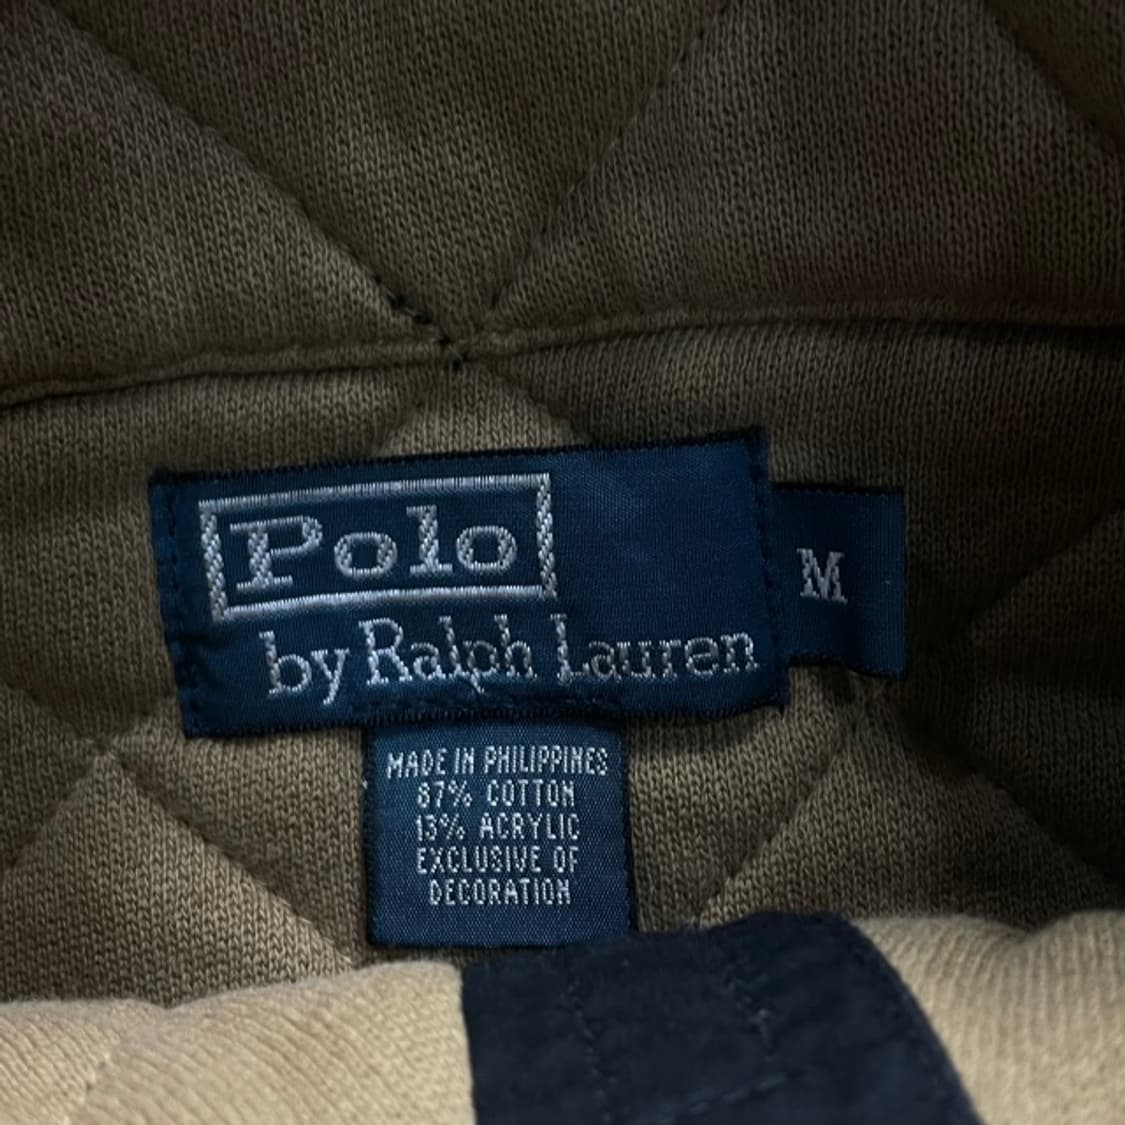 Polo
by Ralph Lauren
M
MADE IN PHILIPPINES
87% COTTON
13% ACRYLIC
EXCLUSIVE OF
DECORATION